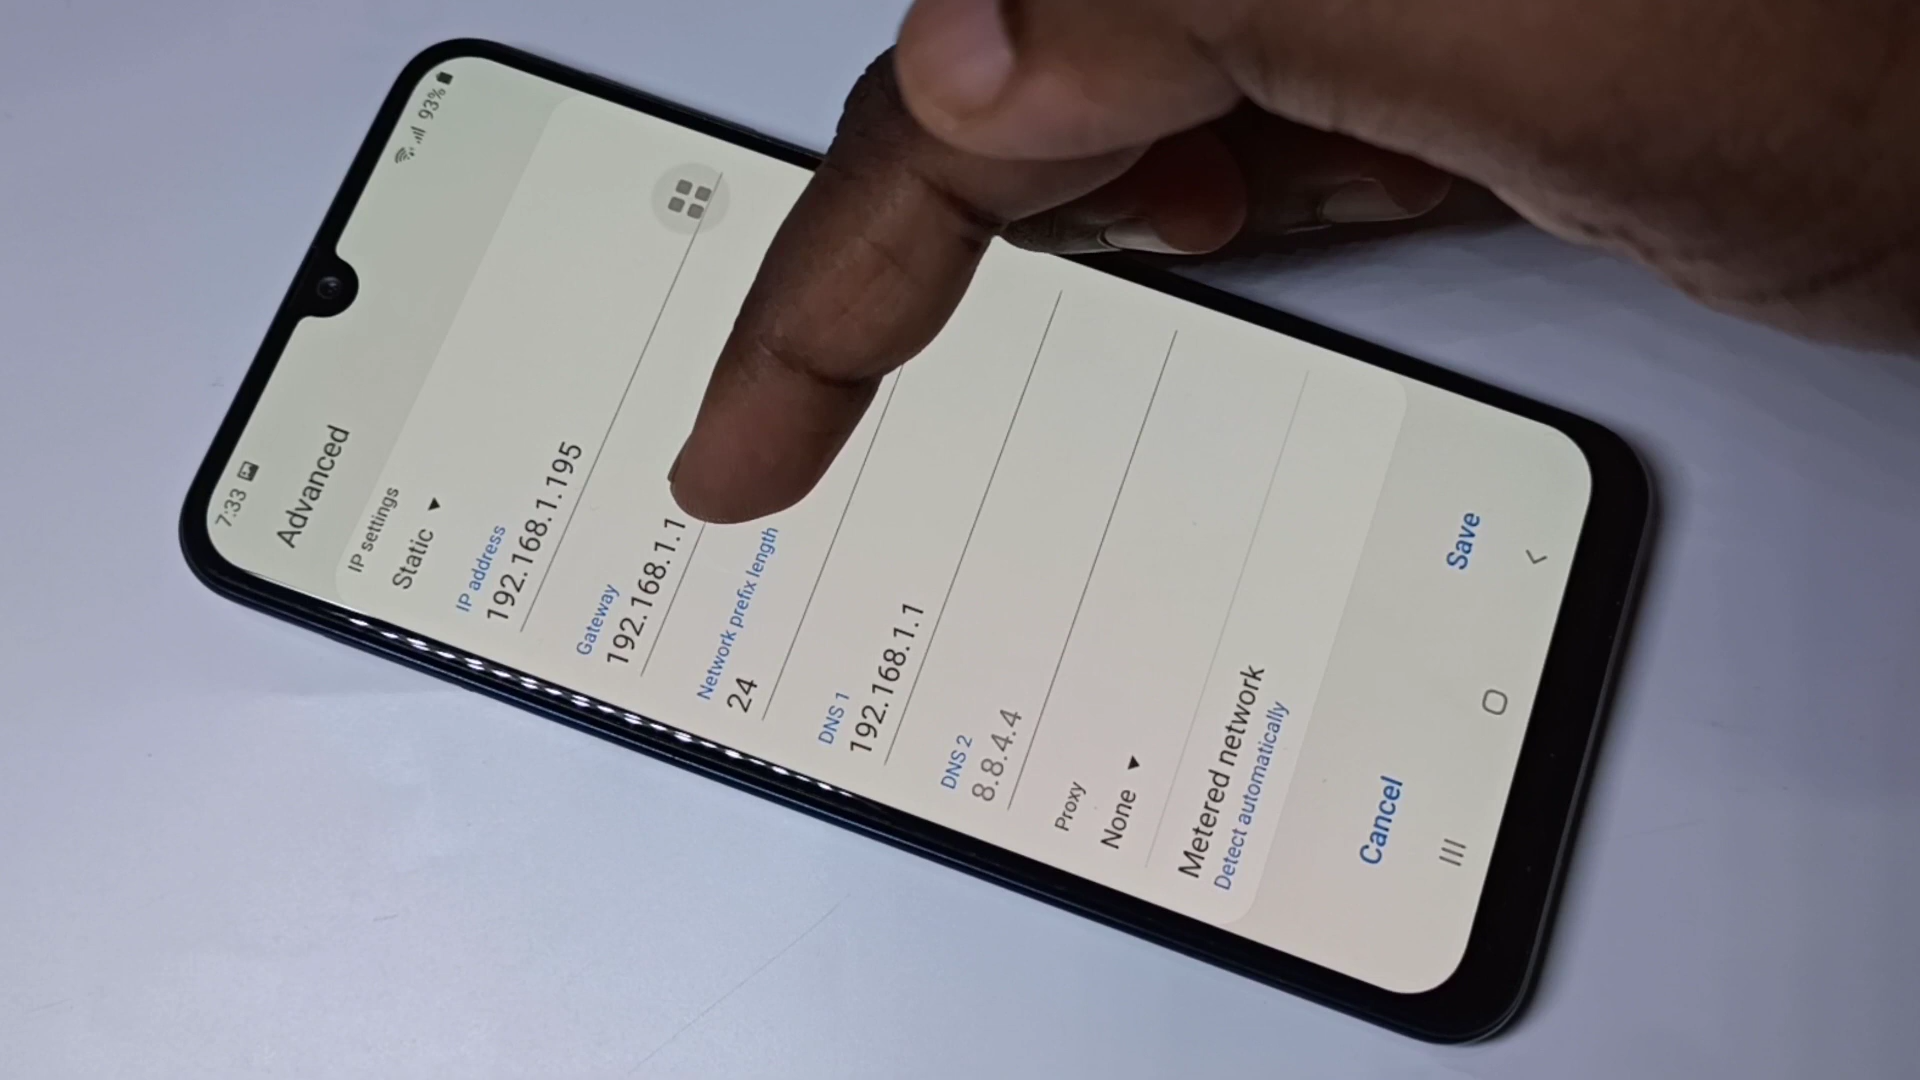 7:33
93%
Advanced
IP settings
Static
IP address
192.168.1.195
Gateway
192.168.1.1
Network prefix length
24
DNS 1
192.168.1.1
DNS 2
8.8.4.4
Proxy
None
Metered network
Detect automatically
Cancel
Save